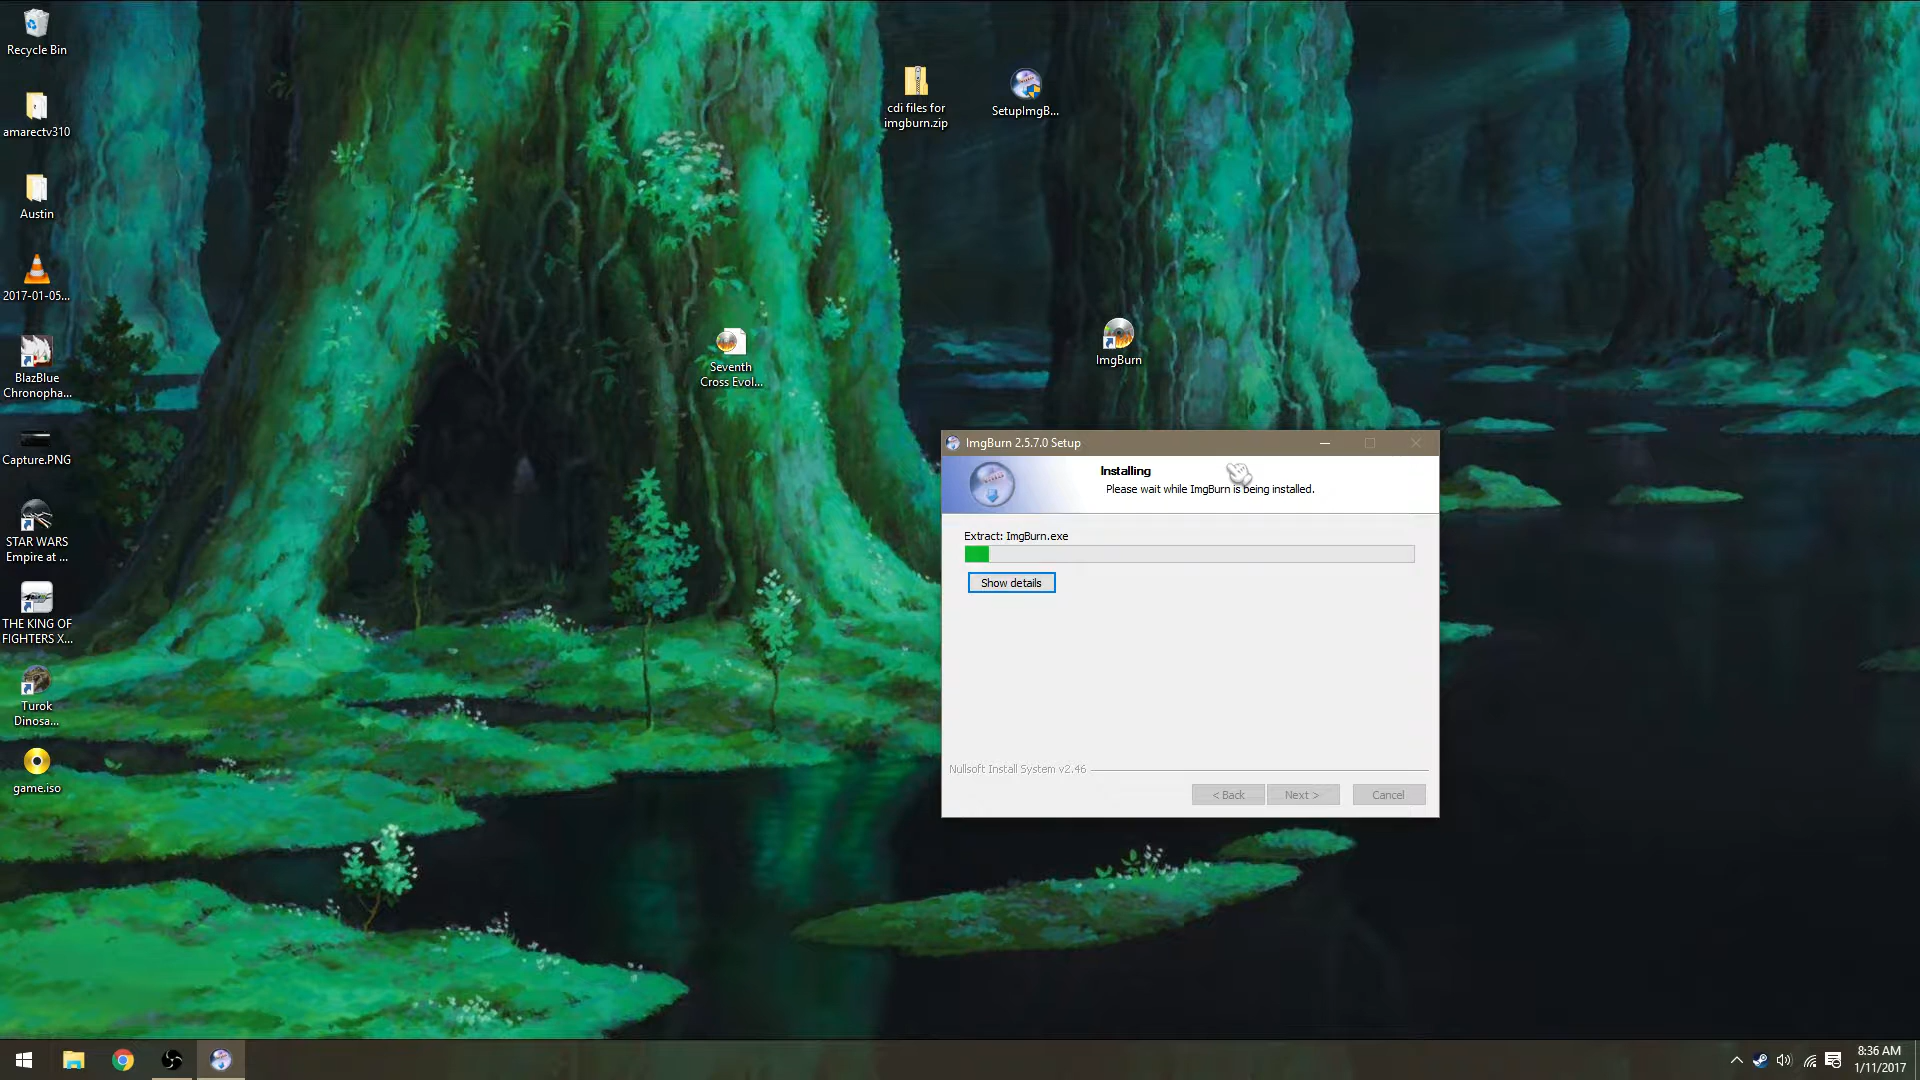 Recycle Bin
amarectv310
Austin
2017-01-05...
BlazBlue
Chronopha...
Capture.PNG
STAR WARS
Empire at ...
THE KING OF
FIGHTERS X...
Turok
Dinosa...
game.iso
cdi files for
imgburn.zip
SetupImgB...
Seventh
Cross Evol...
ImgBurn
ImgBurn 2.5.7.0 Setup
Installing
Please wait while ImgBurn is being installed.
Extract: ImgBurn.exe
Show details
Nullsoft Install System v2.46
< Back
Next >
Cancel
8:36 AM
1/11/2017